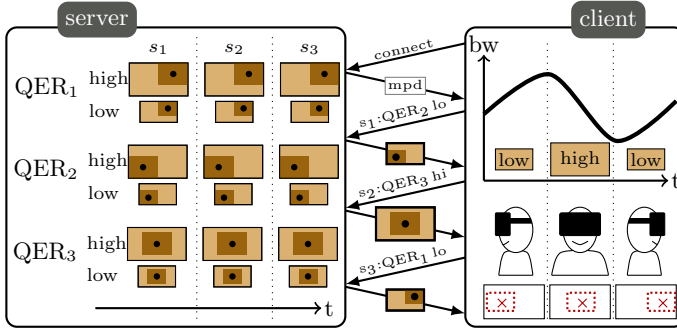 server
client
s1 s2 s3
QER1
high
low
QER2
high
low
QER3
high
low
t
connect
mpd
s1:QER2 lo
s2:QER3 hi
s3:QER1 lo
bw
low high low
t